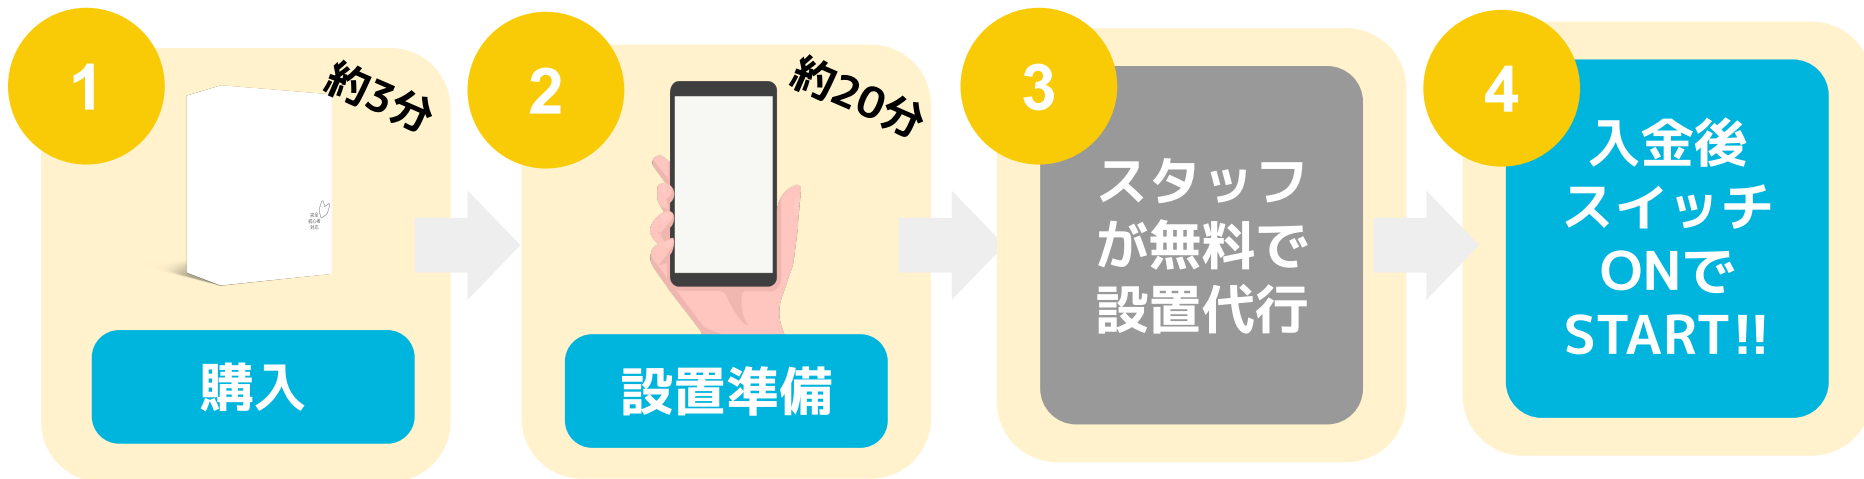 1
約3分
購入
2
約20分
設置準備
3
スタッフ
が無料で
設置代行
4
入金後
スイッチ
ONで
START!!